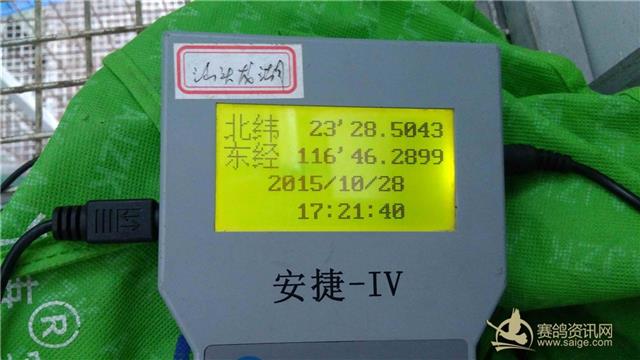 汕头龙湖
北纬 23'28.5043
东经 116'46.2899
2015/10/28
17:21:40
安捷-IV
®
赛鸽资讯网
www.saige.com